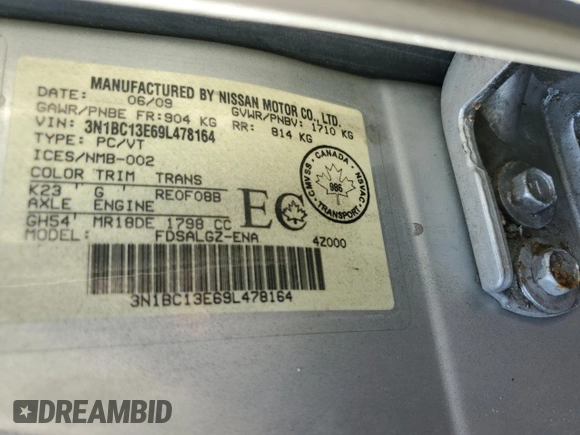 MANUFACTURED BY NISSAN MOTOR CO., LTD.
DATE: 06/09 GVWR/PNBV: 1710 KG
GAWR/PNBE FR: 904 KG RR: 814 KG
VIN: 3N1BC13E69L478164
TYPE: PC/VT
ICES/NMB-002
COLOR TRIM TRANS
K23 ' G ' RE0F08B
AXLE ENGINE
GH54' MR18DE 1798 CC
MODEL: FDSALGZ-ENA 4Z000
EC
CANADA
CMVSS
NSVAC
986
TRANSPORT
3N1BC13E69L478164
DREAMBID